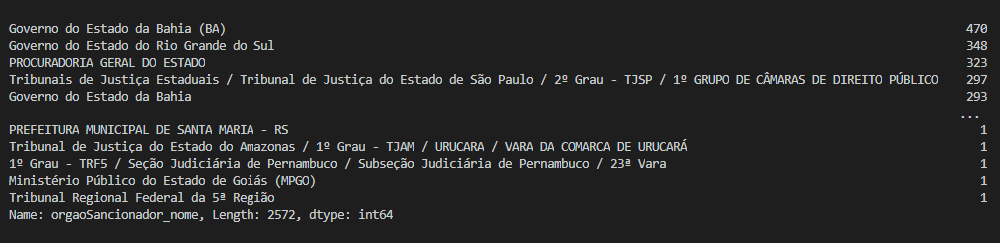 Governo do Estado da Bahia (BA) 470
Governo do Estado do Rio Grande do Sul 348
PROCURADORIA GERAL DO ESTADO 323
Tribunais de Justiça Estaduais / Tribunal de Justiça do Estado de São Paulo / 2º Grau - TJSP / 1º GRUPO DE CÂMARAS DE DIREITO PÚBLICO 297
Governo do Estado da Bahia 293
...
PREFEITURA MUNICIPAL DE SANTA MARIA - RS 1
Tribunal de Justiça do Estado do Amazonas / 1º Grau - TJAM / URUCARA / VARA DA COMARCA DE URUCARÁ 1
1º Grau - TRF5 / Seção Judiciária de Pernambuco / Subseção Judiciária de Pernambuco / 23ª Vara 1
Ministério Público do Estado de Goiás (MPGO) 1
Tribunal Regional Federal da 5ª Região 1
Name: orgaoSancionador_nome, Length: 2572, dtype: int64